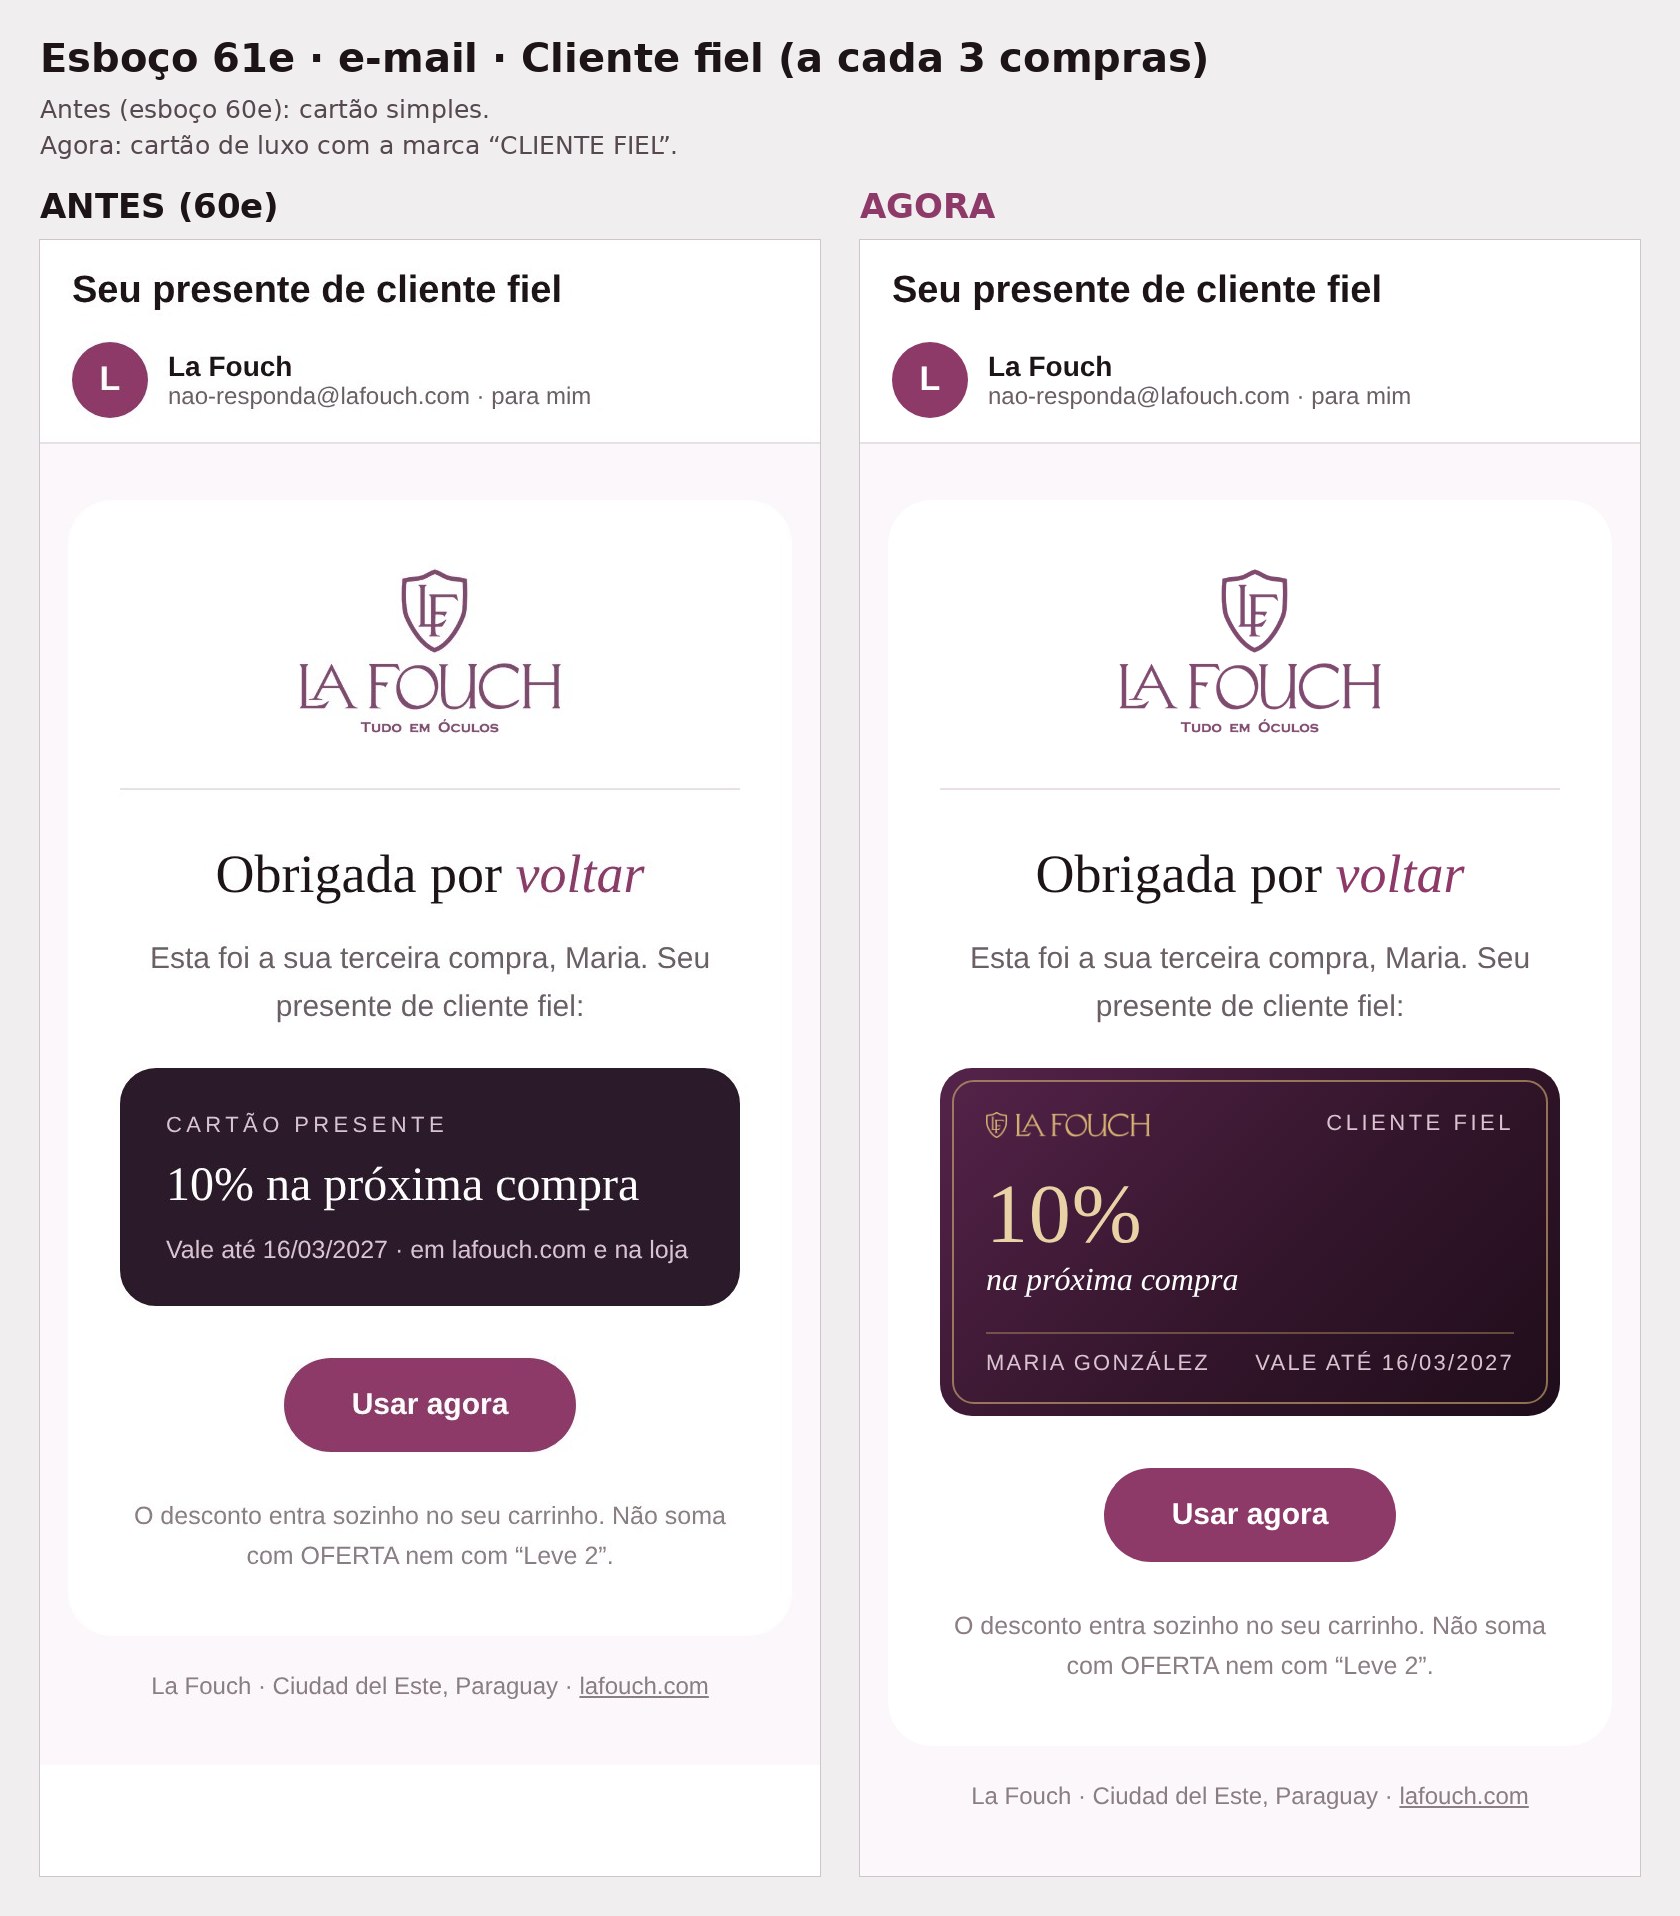 Esboço 61e · e-mail · Cliente fiel (a cada 3 compras)
Antes (esboço 60e): cartão simples.
Agora: cartão de luxo com a marca “CLIENTE FIEL”.
ANTES (60e)
Seu presente de cliente fiel
L
La Fouch
nao-responda@lafouch.com · para mim
LF
LA FOUCH
Tudo em Óculos
Obrigada por voltar
Esta foi a sua terceira compra, Maria. Seu
presente de cliente fiel:
CARTÃO PRESENTE
10% na próxima compra
Vale até 16/03/2027 · em lafouch.com e na loja
Usar agora
O desconto entra sozinho no seu carrinho. Não soma
com OFERTA nem com “Leve 2”.
La Fouch · Ciudad del Este, Paraguay · lafouch.com
AGORA
Seu presente de cliente fiel
L
La Fouch
nao-responda@lafouch.com · para mim
LF
LA FOUCH
Tudo em Óculos
Obrigada por voltar
Esta foi a sua terceira compra, Maria. Seu
presente de cliente fiel:
LF LA FOUCH
CLIENTE FIEL
10%
na próxima compra
MARIA GONZÁLEZ
VALE ATÉ 16/03/2027
Usar agora
O desconto entra sozinho no seu carrinho. Não soma
com OFERTA nem com “Leve 2”.
La Fouch · Ciudad del Este, Paraguay · lafouch.com